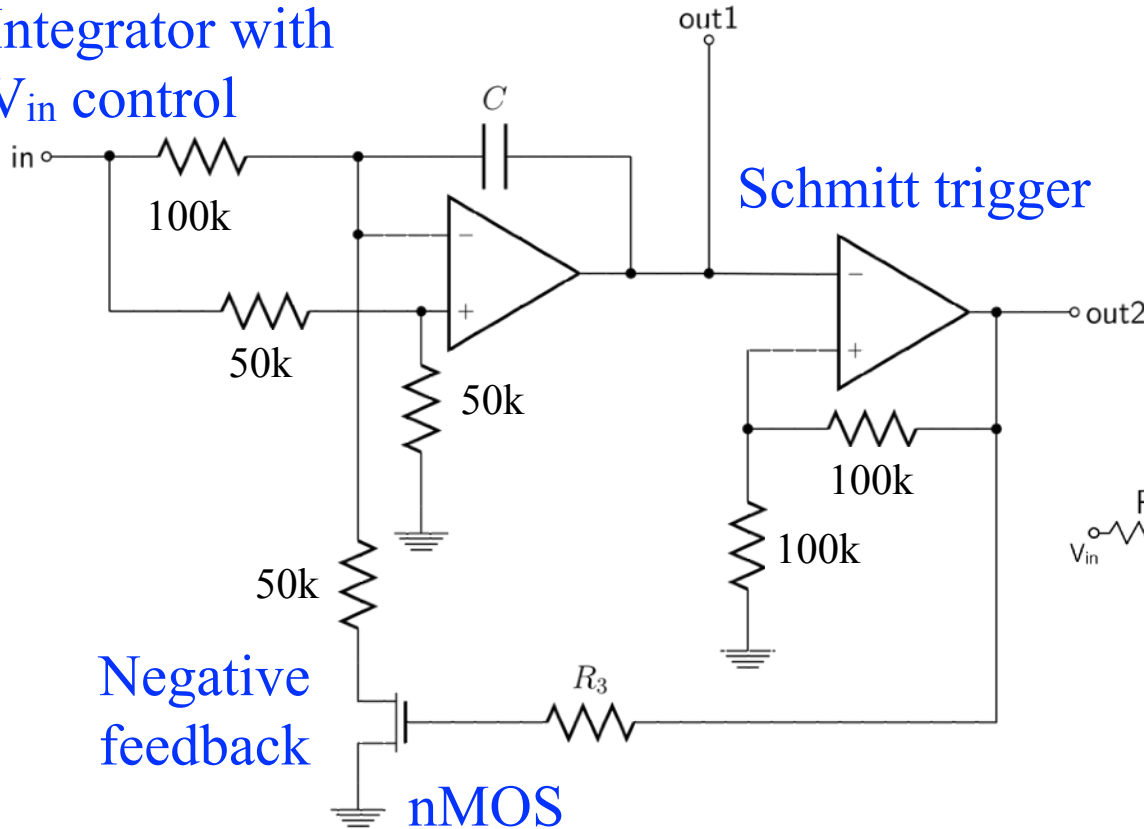 Integrator with
Vin control
out1
C
in
100k
Schmitt trigger
−
+
50k
50k
−
+
out2
100k
100k
50k
Vin
Negative
feedback
R3
nMOS